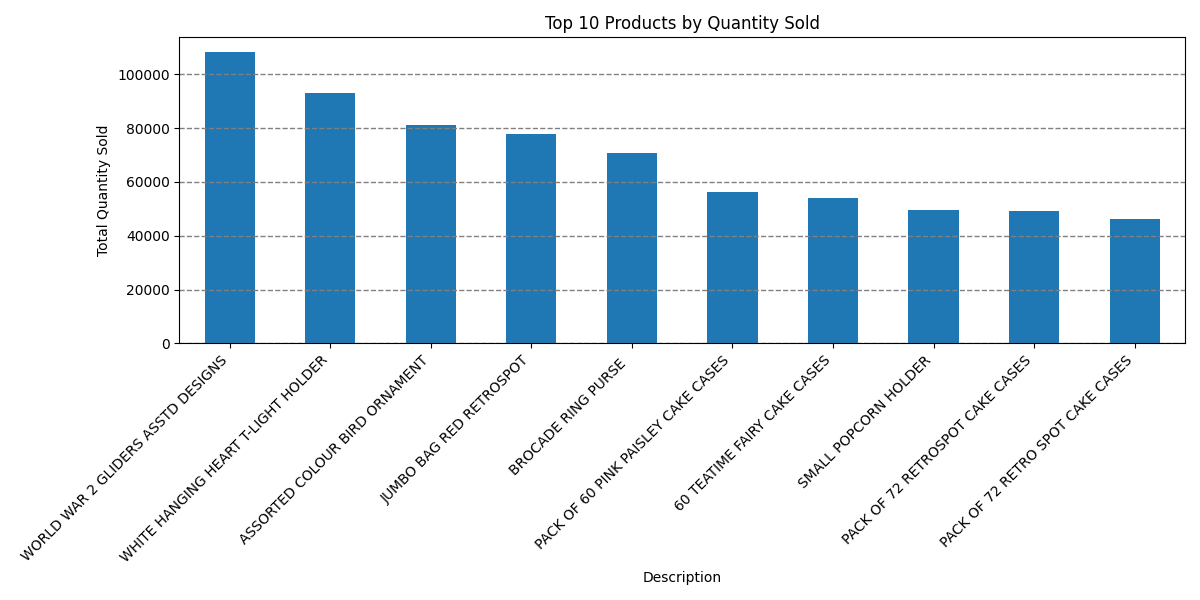 Top 10 Products by Quantity Sold
Total Quantity Sold
100000
80000
60000
40000
20000
0
WORLD WAR 2 GLIDERS ASSTD DESIGNS
WHITE HANGING HEART T-LIGHT HOLDER
ASSORTED COLOUR BIRD ORNAMENT
JUMBO BAG RED RETROSPOT
BROCADE RING PURSE
PACK OF 60 PINK PAISLEY CAKE CASES
60 TEATIME FAIRY CAKE CASES
SMALL POPCORN HOLDER
PACK OF 72 RETROSPOT CAKE CASES
PACK OF 72 RETRO SPOT CAKE CASES
Description